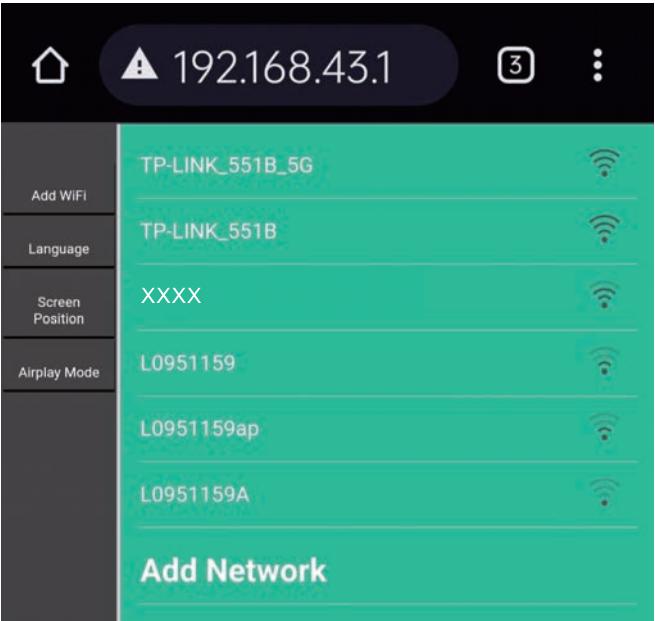 192.168.43.1
3
Add WiFi
Language
Screen
Position
Airplay Mode
TP-LINK_551B_5G
TP-LINK_551B
XXXX
L0951159
L0951159ap
L0951159A
Add Network